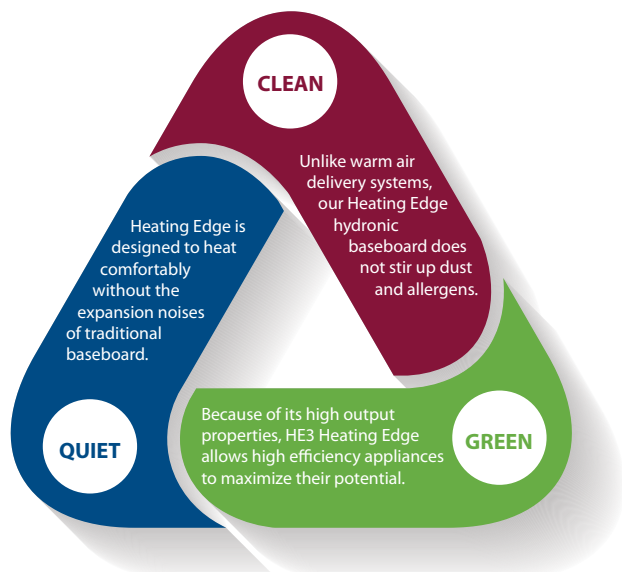 CLEAN
Unlike warm air
delivery systems,
our Heating Edge
hydronic
baseboard does
not stir up dust
and allergens.
Heating Edge is
designed to heat
comfortably
without the
expansion noises
of traditional
baseboard.
QUIET
Because of its high output
properties, HE3 Heating Edge
allows high efficiency appliances
to maximize their potential.
GREEN